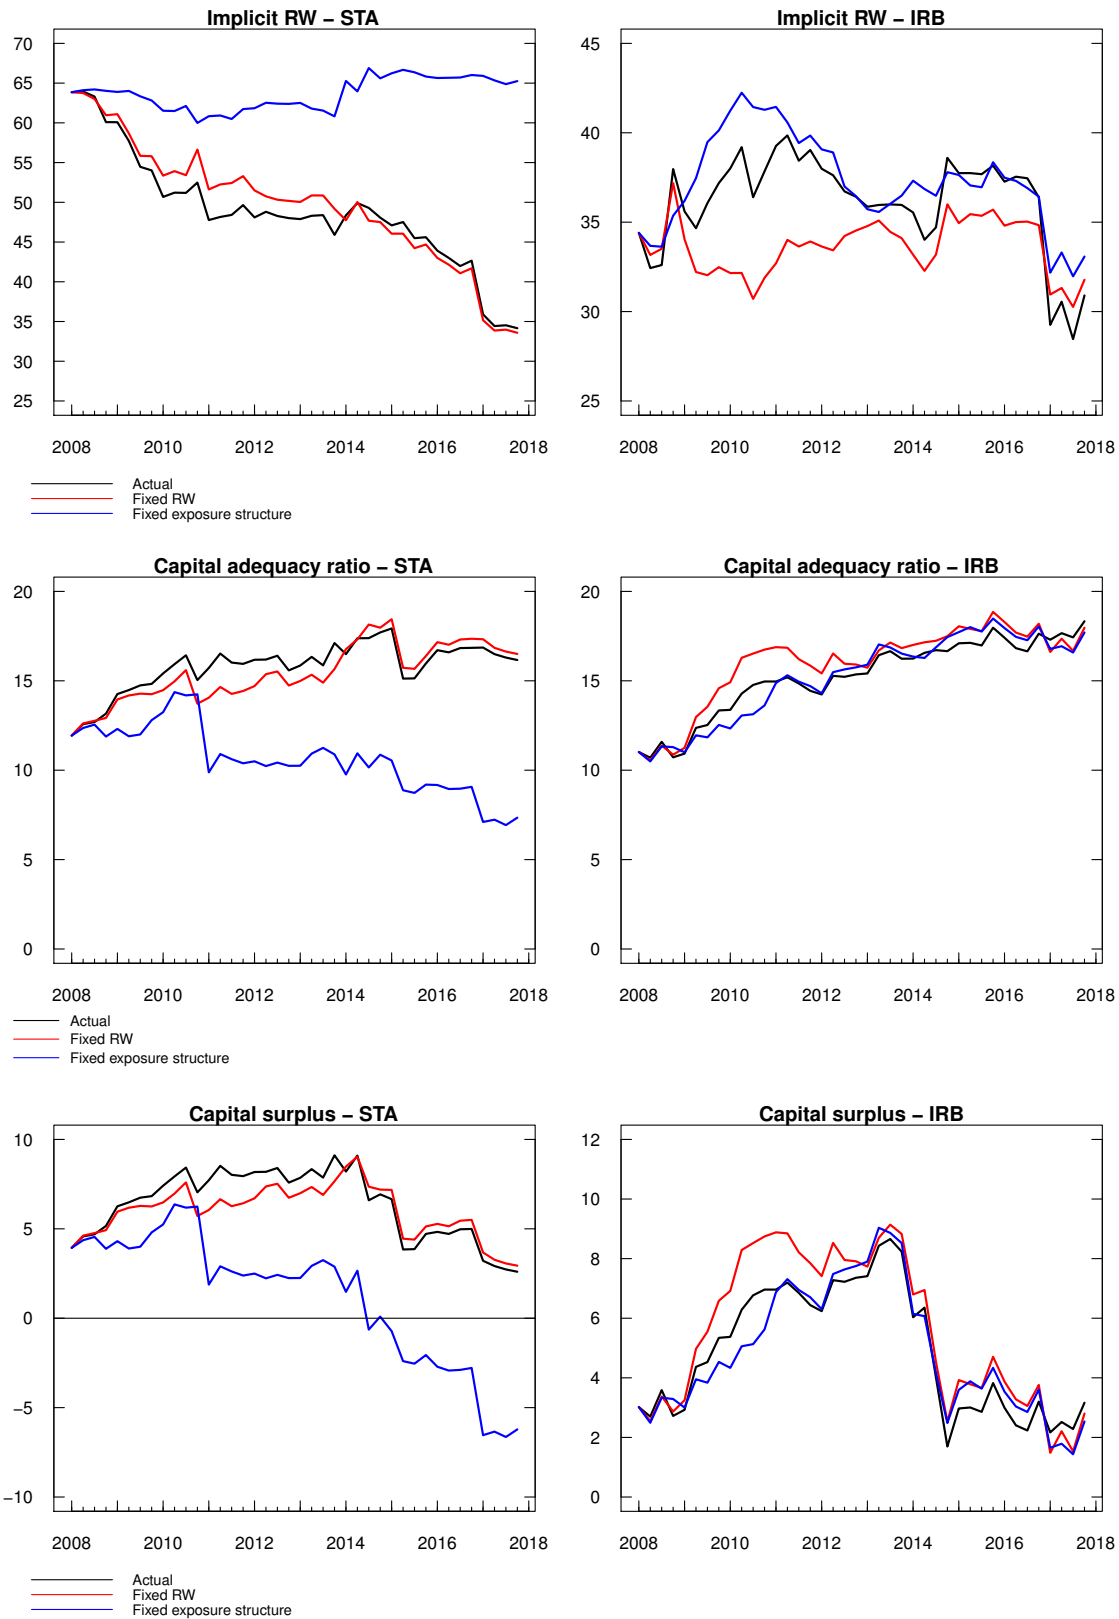 Implicit RW – STA
70
65
60
55
50
45
40
35
30
25
2008 2010 2012 2014 2016 2018
Actual
Fixed RW
Fixed exposure structure
Implicit RW – IRB
45
40
35
30
25
2008 2010 2012 2014 2016 2018
Capital adequacy ratio – STA
20
15
10
5
0
2008 2010 2012 2014 2016 2018
Actual
Fixed RW
Fixed exposure structure
Capital adequacy ratio – IRB
20
15
10
5
0
2008 2010 2012 2014 2016 2018
Capital surplus – STA
10
5
0
–5
–10
2008 2010 2012 2014 2016 2018
Actual
Fixed RW
Fixed exposure structure
Capital surplus – IRB
12
10
8
6
4
2
0
2008 2010 2012 2014 2016 2018